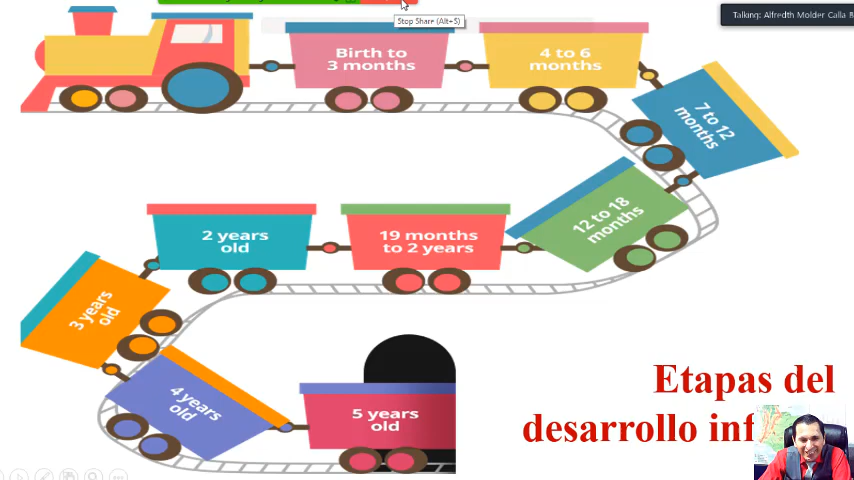 Stop Share (Alt+S)
Talking: Alfredth Molder Calla B
Birth to
3 months
4 to 6
months
7 to 12
months
12 to 18
months
19 months
to 2 years
2 years
old
3 years
old
4 years
old
5 years
old
Etapas del
desarrollo inf